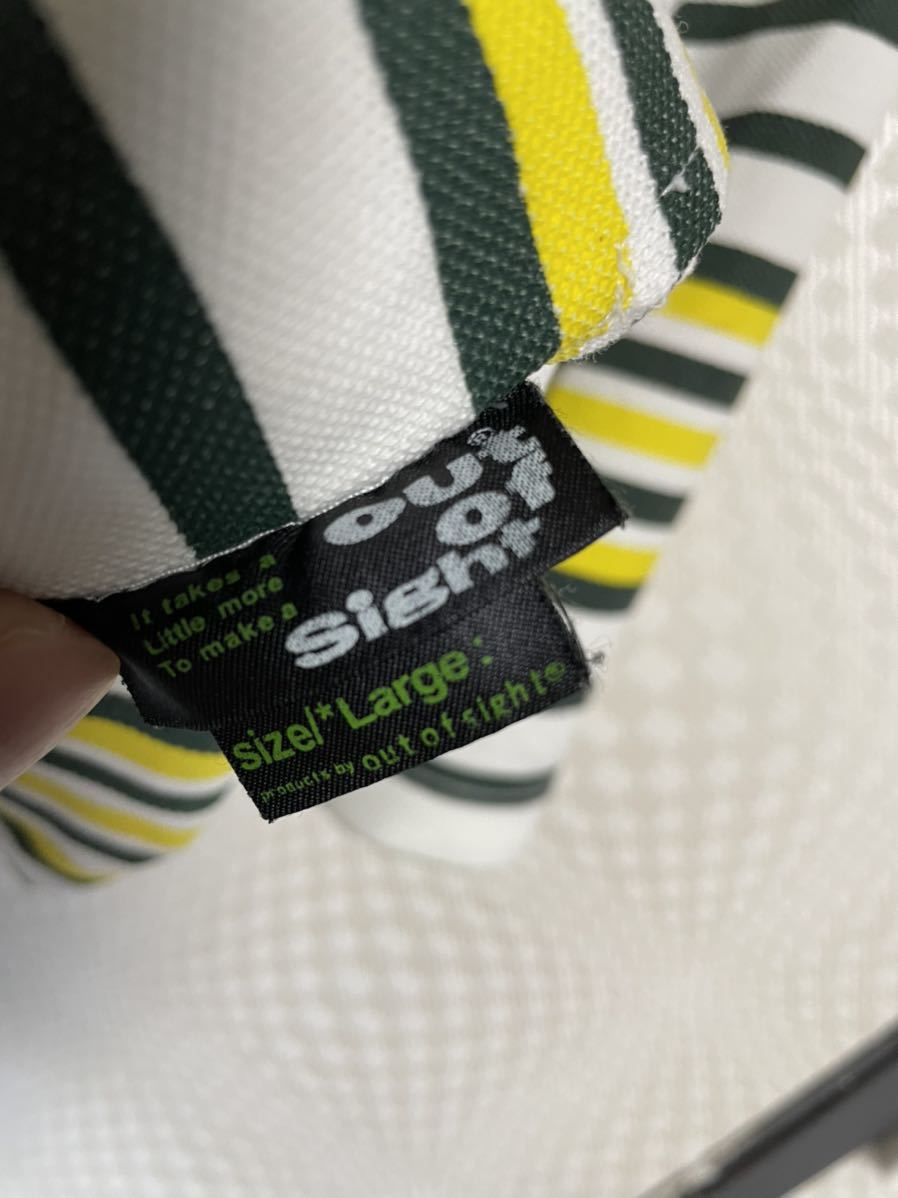 It takes a
Little more
To make a
out®
of
Sight
Size/*Large:
products by out of sight®